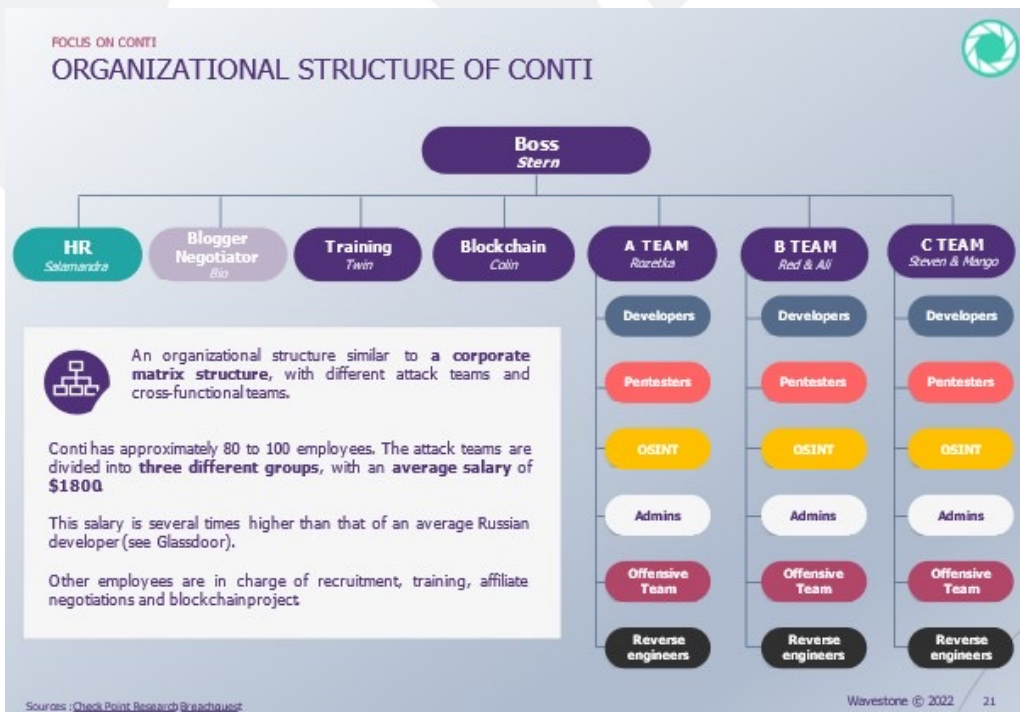 FOCUS ON CONTI
ORGANIZATIONAL STRUCTURE OF CONTI
Boss
Stern
HR
Salamandra
Blogger
Negotiator
Bio
Training
Twin
Blockchain
Colin
A TEAM
Rozetka
B TEAM
Red & Ali
C TEAM
Steven & Mango
Developers
Developers
Developers
Pentesters
Pentesters
Pentesters
OSINT
OSINT
OSINT
Admins
Admins
Admins
Offensive
Team
Offensive
Team
Offensive
Team
Reverse
engineers
Reverse
engineers
Reverse
engineers
An organizational structure similar to a corporate
matrix structure, with different attack teams and
cross-functional teams.
Conti has approximately 80 to 100 employees. The attack teams are
divided into three different groups, with an average salary of
$1800.
This salary is several times higher than that of an average Russian
developer (see Glassdoor).
Other employees are in charge of recruitment, training, affiliate
negotiations and blockchain project.
Sources : Check Point Research Breachquest
Wavestone © 2022
21